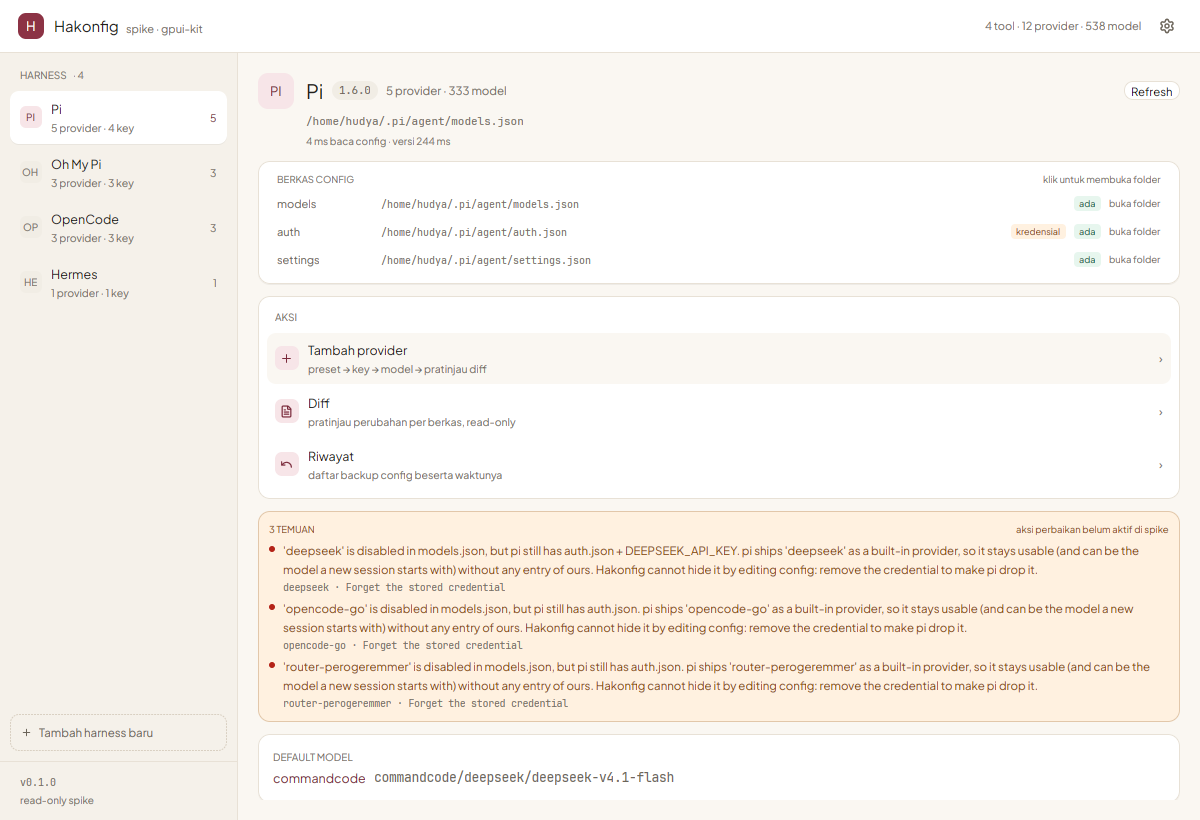 H Hakonfig spike · gpui-kit 4 tool · 12 provider · 538 model
HARNESS · 4
PI Pi 5
5 provider · 4 key
OH Oh My Pi 3
3 provider · 3 key
OP OpenCode 3
3 provider · 3 key
HE Hermes 1
1 provider · 1 key
+ Tambah harness baru
v0.1.0
read-only spike
PI Pi 1.6.0 5 provider · 333 model Refresh
/home/hudya/.pi/agent/models.json
4 ms baca config · versi 244 ms
BERKAS CONFIG klik untuk membuka folder
models /home/hudya/.pi/agent/models.json ada buka folder
auth /home/hudya/.pi/agent/auth.json kredensial ada buka folder
settings /home/hudya/.pi/agent/settings.json ada buka folder
AKSI
+ Tambah provider ›
preset → key → model → pratinjau diff
Diff ›
pratinjau perubahan per berkas, read-only
Riwayat ›
daftar backup config beserta waktunya
3 TEMUAN aksi perbaikan belum aktif di spike
'deepseek' is disabled in models.json, but pi still has auth.json + DEEPSEEK_API_KEY. pi ships 'deepseek' as a built-in provider, so it stays usable (and can be the
model a new session starts with) without any entry of ours. Hakonfig cannot hide it by editing config: remove the credential to make pi drop it.
deepseek · Forget the stored credential
'opencode-go' is disabled in models.json, but pi still has auth.json. pi ships 'opencode-go' as a built-in provider, so it stays usable (and can be the model a new
session starts with) without any entry of ours. Hakonfig cannot hide it by editing config: remove the credential to make pi drop it.
opencode-go · Forget the stored credential
'router-perogeremmer' is disabled in models.json, but pi still has auth.json. pi ships 'router-perogeremmer' as a built-in provider, so it stays usable (and can be the
model a new session starts with) without any entry of ours. Hakonfig cannot hide it by editing config: remove the credential to make pi drop it.
router-perogeremmer · Forget the stored credential
DEFAULT MODEL
commandcode commandcode/deepseek/deepseek-v4.1-flash